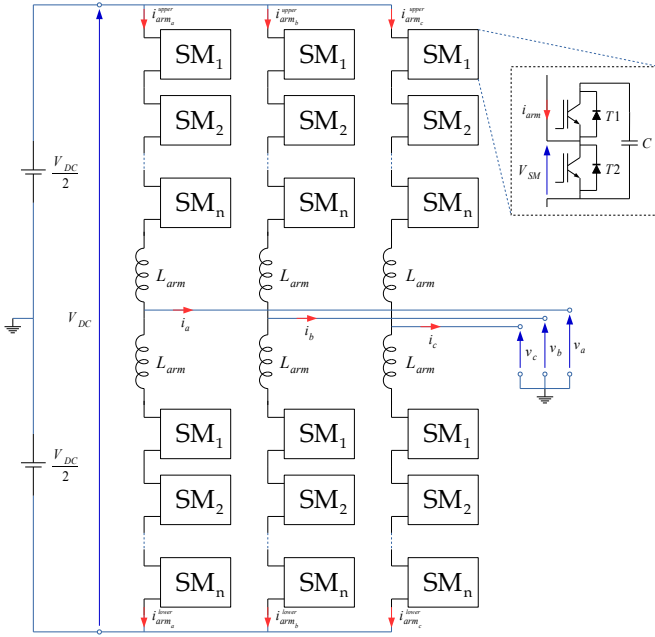 i_arm_a^upper i_arm_b^upper i_arm_c^upper
SM1 SM1 SM1
SM2 SM2 SM2
i_arm T1 C
V_SM T2
V_DC/2
SMn SMn SMn
L_arm L_arm L_arm
V_DC
i_a i_b i_c
v_c v_b v_a
L_arm L_arm L_arm
SM1 SM1 SM1
V_DC/2
SM2 SM2 SM2
SMn SMn SMn
i_arm_a^lower i_arm_b^lower i_arm_c^lower